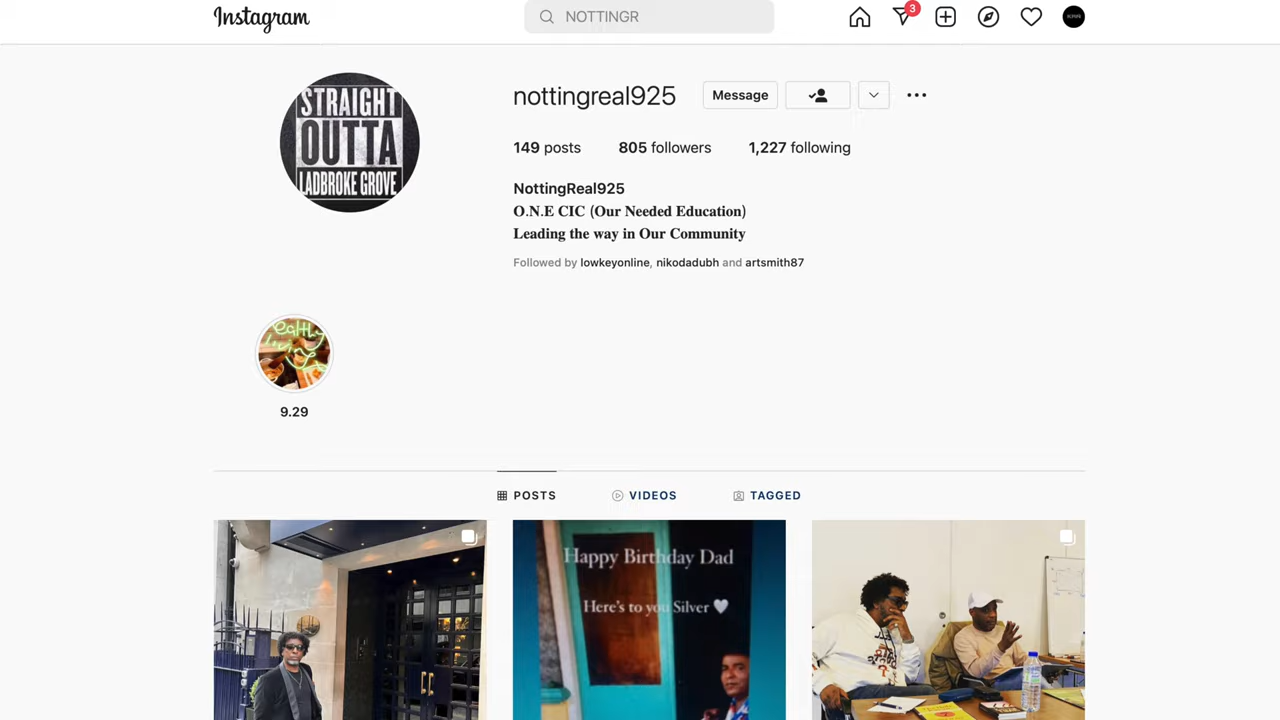 Instagram
NOTTINGR
3
STRAIGHT
OUTTA
LADBROKE GROVE
nottingreal925
Message
149 posts
805 followers
1,227 following
NottingReal925
O.N.E CIC (Our Needed Education)
Leading the way in Our Community
Followed by lowkeyonline, nikodadubh and artsmith87
ealthy
living
9.29
POSTS
VIDEOS
TAGGED
Happy Birthday Dad
Here's to you Silver 🤍